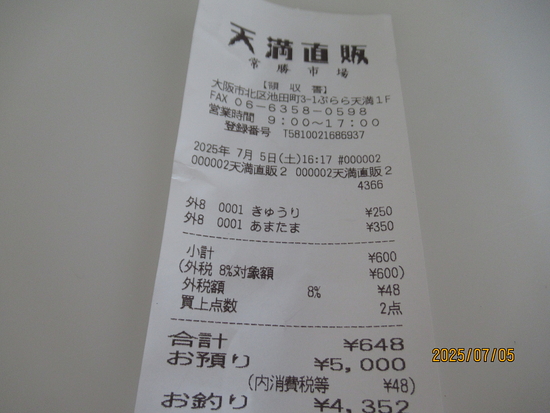 天満直販
常勝市場
【領収書】
大阪市北区池田町3-1ぷらら天満1F
FAX 06-6358-0598
営業時間 9:00~17:00
登録番号 T5810021686937
2025年 7月 5日(土)16:17 #000002
000002天満直販2 000002天満直販2
4366
外8 0001 きゅうり ¥250
外8 0001 あまたま ¥350
小計 ¥600
(外税 8%対象額 ¥600)
外税額 8% ¥48
買上点数 2点
合計 ¥648
お預り ¥5,000
(内消費税等 ¥48)
お釣り ¥4,352
2025/07/05